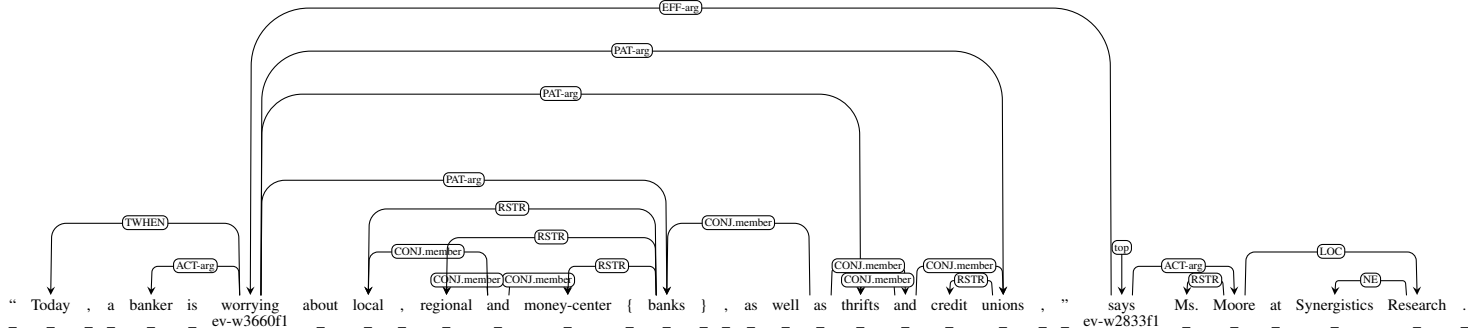 EFF-arg
PAT-arg
PAT-arg
PAT-arg
RSTR
TWHEN CONJ.member
RSTR
top
CONJ.member LOC
ACT-arg RSTR CONJ.member CONJ.member ACT-arg
CONJ.member CONJ.member CONJ.member RSTR RSTR NE
“ Today , a banker is worrying about local , regional and money-center { banks } , as well as thrifts and credit unions , ” says Ms. Moore at Synergistics Research .
_ _ _ _ _ _ ev-w3660f1 _ _ _ _ _ _ _ _ _ _ _ _ _ _ _ _ _ _ _ ev-w2833f1 _ _ _ _ _ _